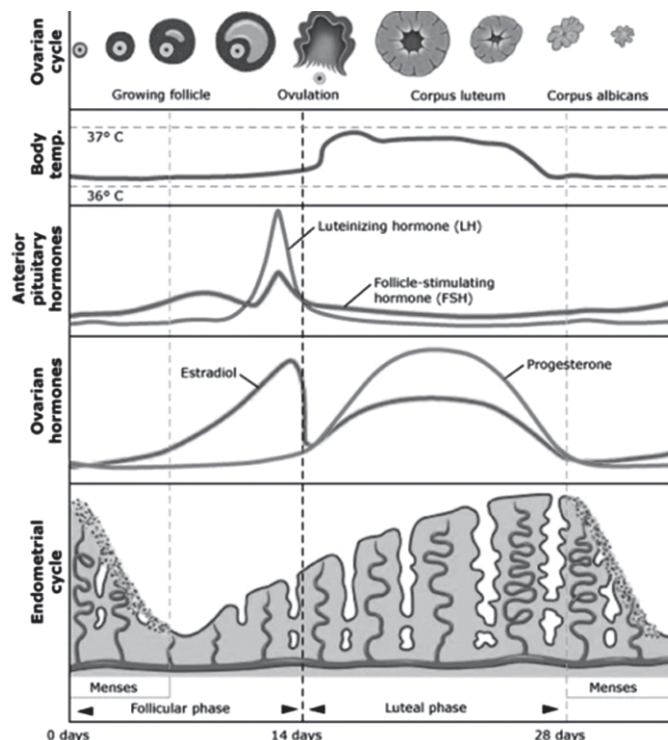 Ovarian
cycle
Growing follicle
Ovulation
Corpus luteum
Corpus albicans
Body
temp.
37° C
36° C
Anterior
pituitary
hormones
Luteinizing hormone (LH)
Follicle-stimulating
hormone (FSH)
Ovarian
hormones
Estradiol
Progesterone
Endometrial
cycle
Menses
Menses
Follicular phase
Luteal phase
0 days
14 days
28 days